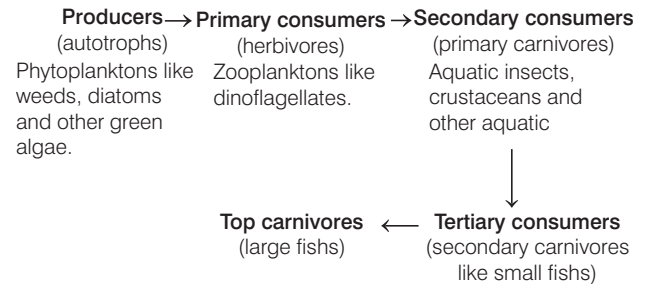 Producers → Primary consumers → Secondary consumers
(autotrophs) (herbivores) (primary carnivores)
Phytoplanktons like Zooplanktons like Aquatic insects,
weeds, diatoms dinoflagellates. crustaceans and
and other green other aquatic
algae.
Top carnivores ← Tertiary consumers
(large fishs) (secondary carnivores
like small fishs)